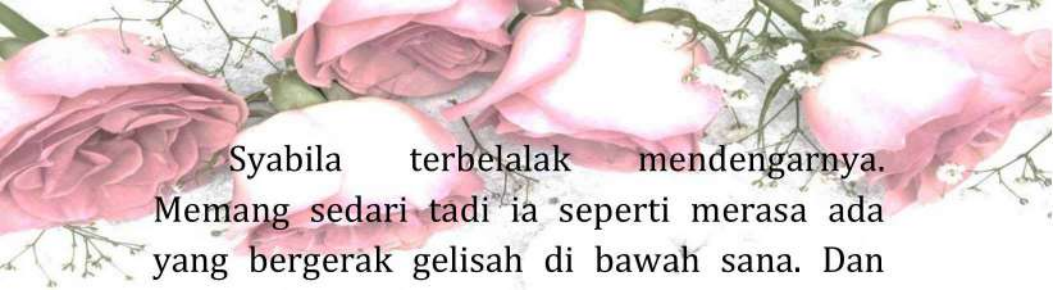 Syabila terbelalak mendengarnya.
Memang sedari tadi ia seperti merasa ada
yang bergerak gelisah di bawah sana. Dan